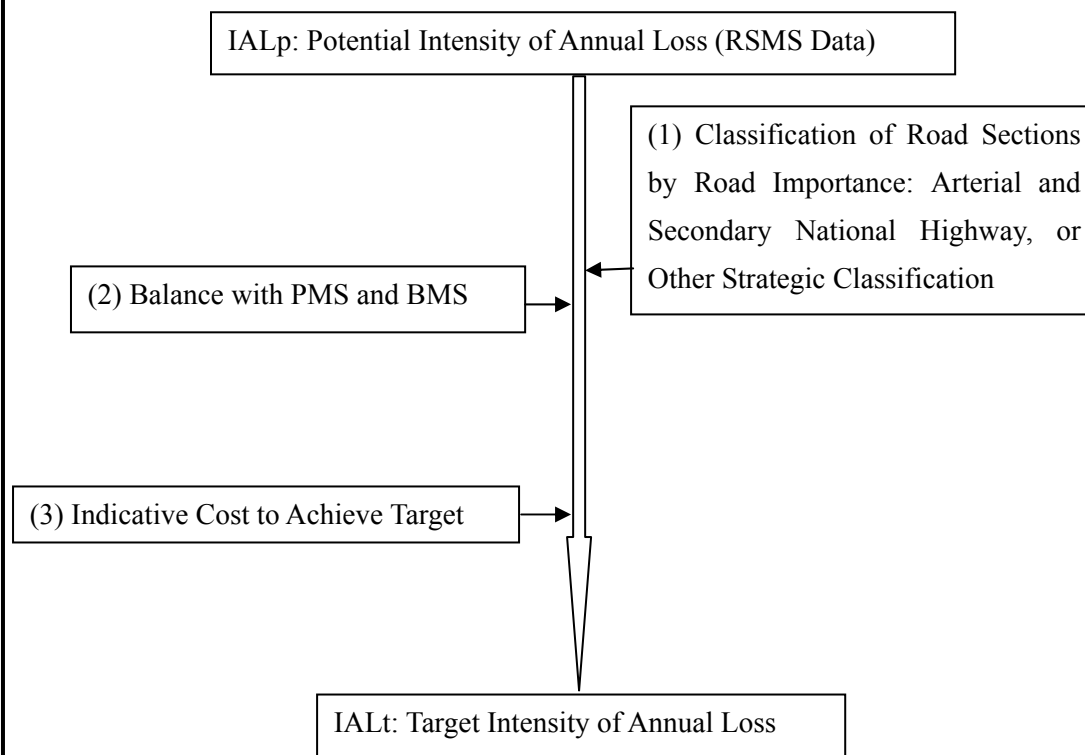 IALp: Potential Intensity of Annual Loss (RSMS Data)
(1) Classification of Road Sections
by Road Importance: Arterial and
Secondary National Highway, or
Other Strategic Classification
(2) Balance with PMS and BMS
(3) Indicative Cost to Achieve Target
IALt: Target Intensity of Annual Loss